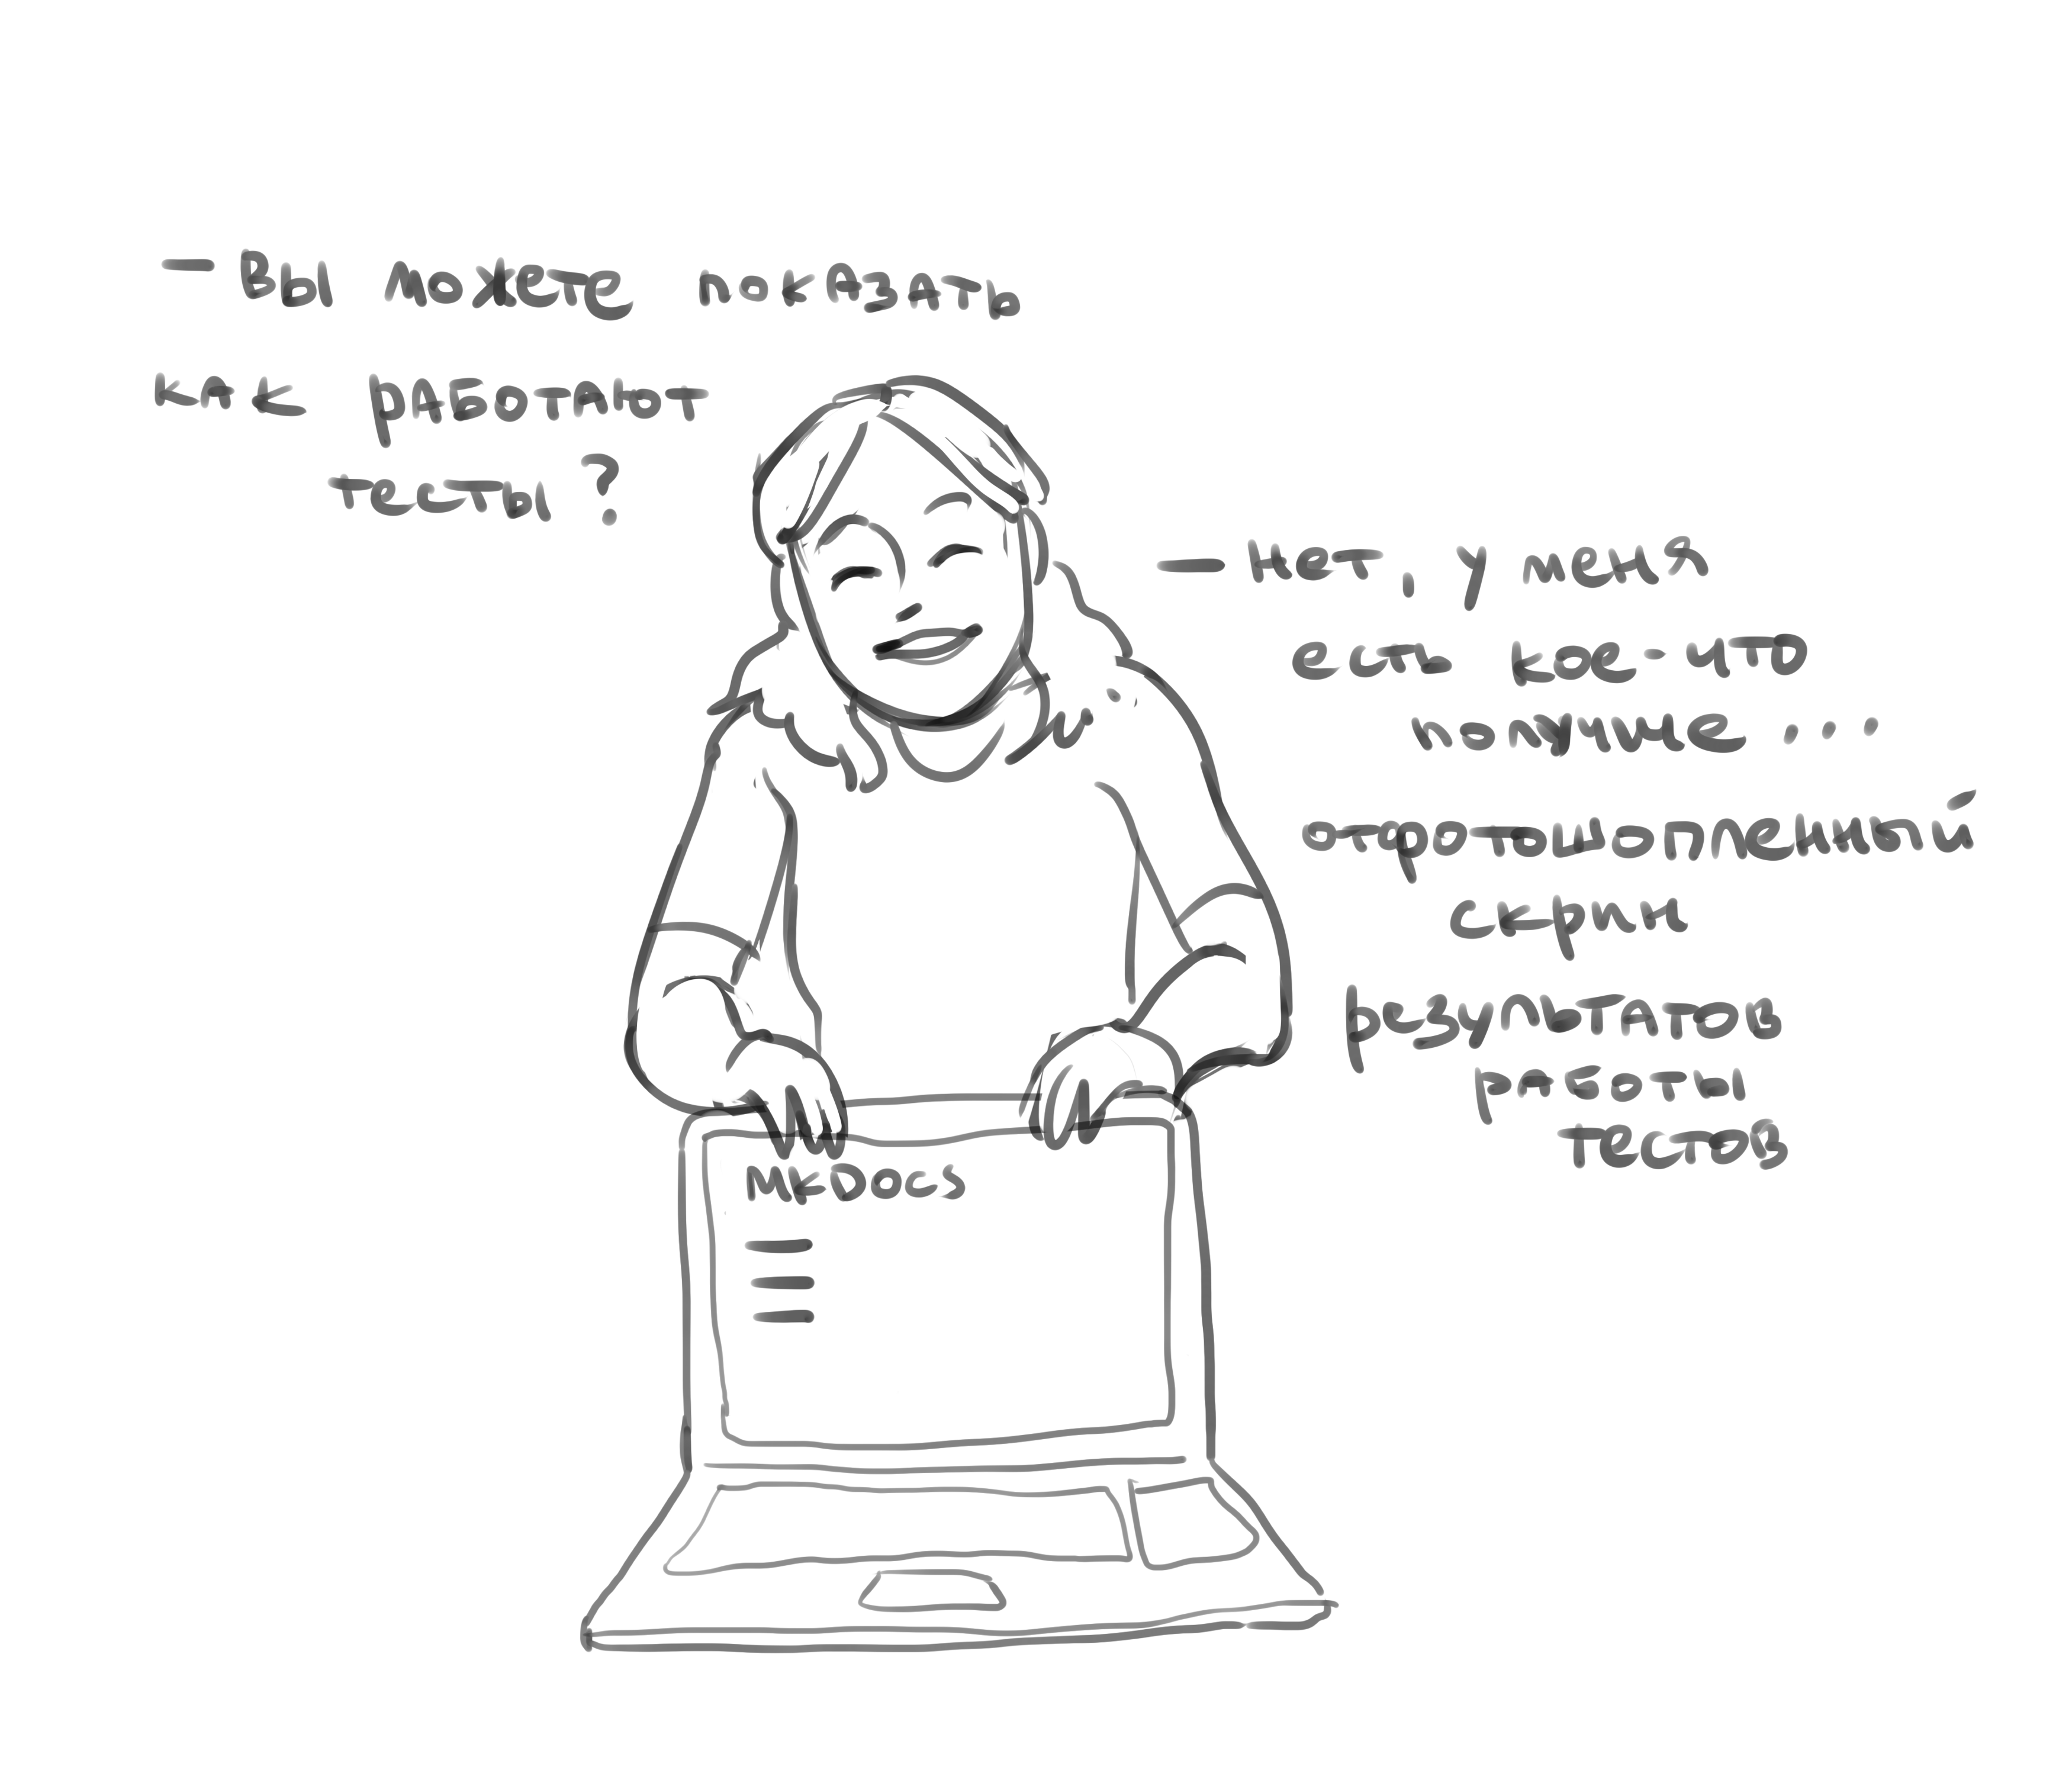 - Вы можете показать
как работают
тесты?
- нет, у меня
есть кое-что
получше...
отфотошопленный
скрин
результатов
работы
тестов
MKDOCS